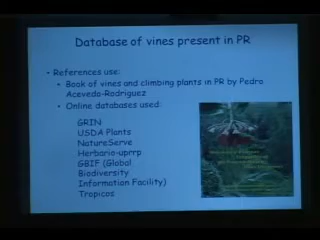 Database of vines present in PR
• References use:
• Book of vines and climbing plants in PR by Pedro
Acevedo-Rodriguez
• Online databases used:
GRIN
USDA Plants
NatureServe
Herbario-uprrp
GBIF (Global
Biodiversity
Information Facility)
Tropicos